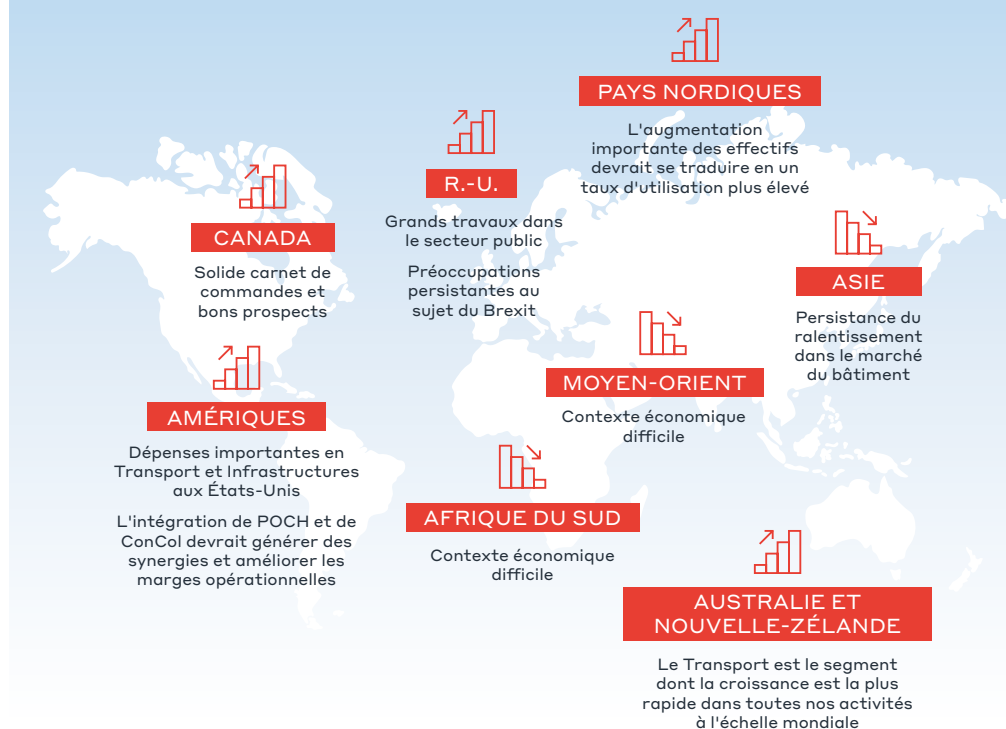 PAYS NORDIQUES
L'augmentation
importante des effectifs
devrait se traduire en un
taux d'utilisation plus élevé
R.-U.
Grands travaux dans
le secteur public
Préoccupations
persistantes au
sujet du Brexit
CANADA
Solide carnet de
commandes et
bons prospects
ASIE
Persistance du
ralentissement
dans le marché
du bâtiment
MOYEN-ORIENT
Contexte économique
difficile
AMÉRIQUES
Dépenses importantes en
Transport et Infrastructures
aux États-Unis
L'intégration de POCH et de
ConCol devrait générer des
synergies et améliorer les
marges opérationnelles
AFRIQUE DU SUD
Contexte économique
difficile
AUSTRALIE ET
NOUVELLE-ZÉLANDE
Le Transport est le segment
dont la croissance est la plus
rapide dans toutes nos activités
à l'échelle mondiale